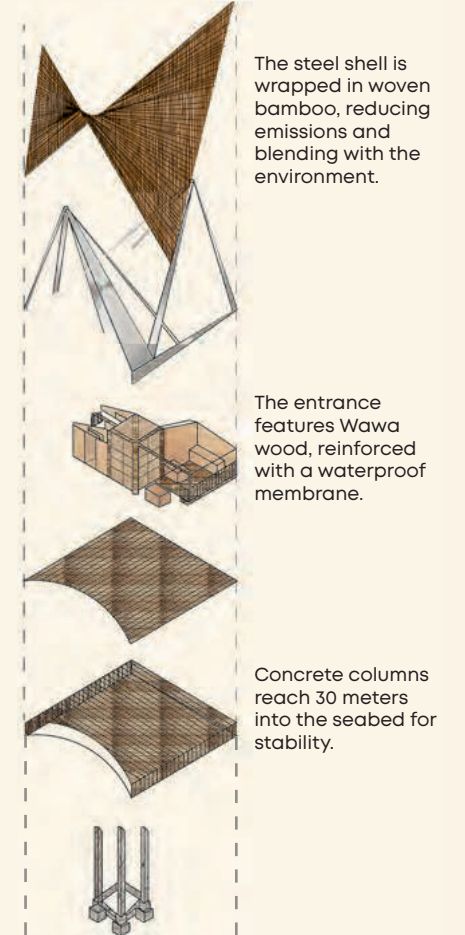 The steel shell is
wrapped in woven
bamboo, reducing
emissions and
blending with the
environment.
The entrance
features Wawa
wood, reinforced
with a waterproof
membrane.
Concrete columns
reach 30 meters
into the seabed for
stability.